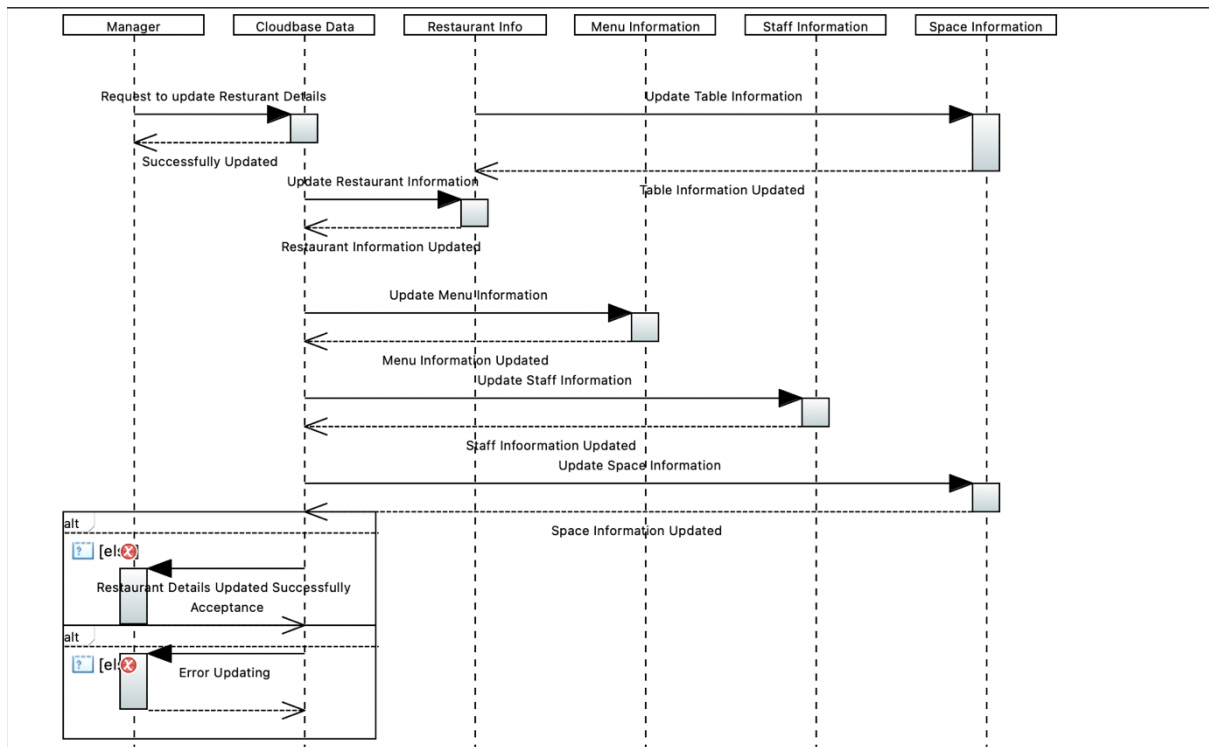 Manager
Cloudbase Data
Restaurant Info
Menu Information
Staff Information
Space Information
Request to update Resturant Details
Update Table Information
Successfully Updated
Update Restaurant Information
Table Information Updated
Restaurant Information Updated
Update Menu Information
Menu Information Updated
Update Staff Information
Staff Infoormation Updated
Update Space Information
alt
Space Information Updated
? [els
Restaurant Details Updated Successfully
Acceptance
alt
? [els
Error Updating